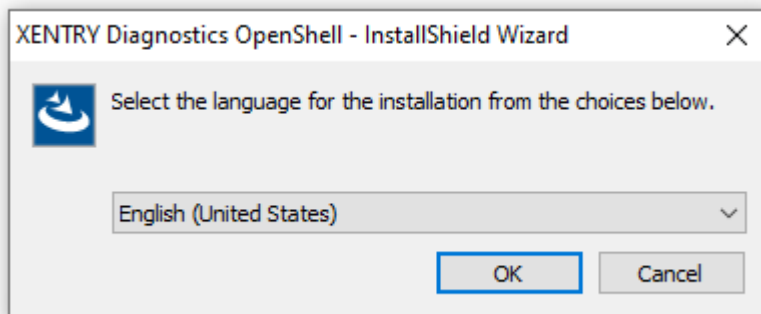 XENTRY Diagnostics OpenShell - InstallShield Wizard
Select the language for the installation from the choices below.
English (United States)
OK Cancel